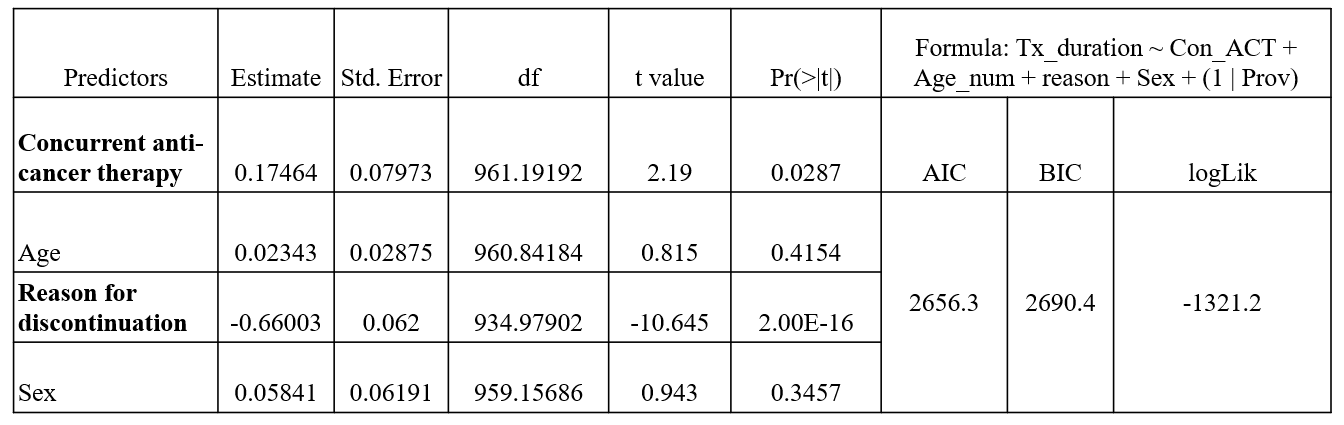 Predictors Estimate Std. Error df t value Pr(>|t|) Formula: Tx_duration ~ Con_ACT +
Age_num + reason + Sex + (1 | Prov)
Concurrent anti-
cancer therapy 0.17464 0.07973 961.19192 2.19 0.0287 AIC BIC logLik
Age 0.02343 0.02875 960.84184 0.815 0.4154
Reason for
discontinuation -0.66003 0.062 934.97902 -10.645 2.00E-16 2656.3 2690.4 -1321.2
Sex 0.05841 0.06191 959.15686 0.943 0.3457